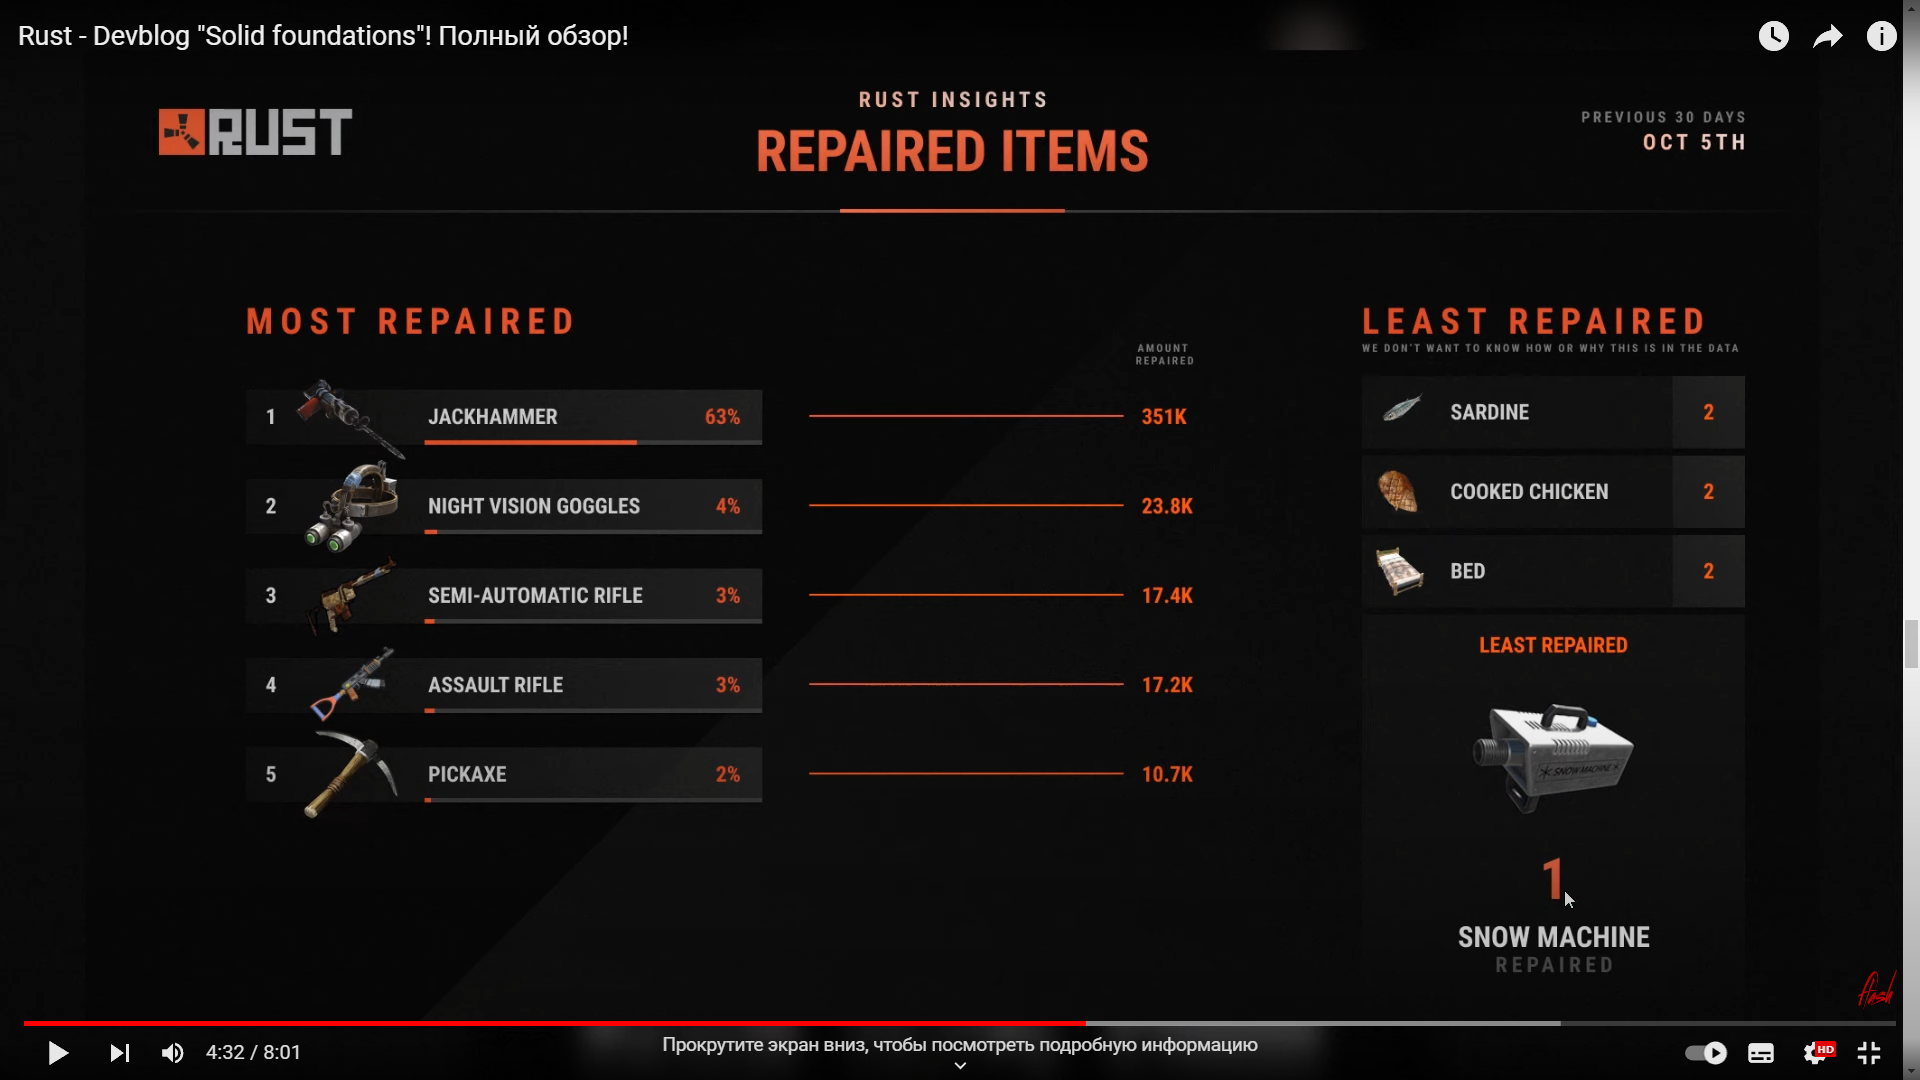 Rust - Devblog "Solid foundations"! Полный обзор!
RUST
RUST INSIGHTS
REPAIRED ITEMS
PREVIOUS 30 DAYS
OCT 5TH
MOST REPAIRED
AMOUNT
REPAIRED
1 JACKHAMMER 63% 351K
2 NIGHT VISION GOGGLES 4% 23.8K
3 SEMI-AUTOMATIC RIFLE 3% 17.4K
4 ASSAULT RIFLE 3% 17.2K
5 PICKAXE 2% 10.7K
LEAST REPAIRED
WE DON'T WANT TO KNOW HOW OR WHY THIS IS IN THE DATA
SARDINE 2
COOKED CHICKEN 2
BED 2
LEAST REPAIRED
SNOW MACHINE
1
SNOW MACHINE
REPAIRED
flash
4:32 / 8:01
Прокрутите экран вниз, чтобы посмотреть подробную информацию
HD